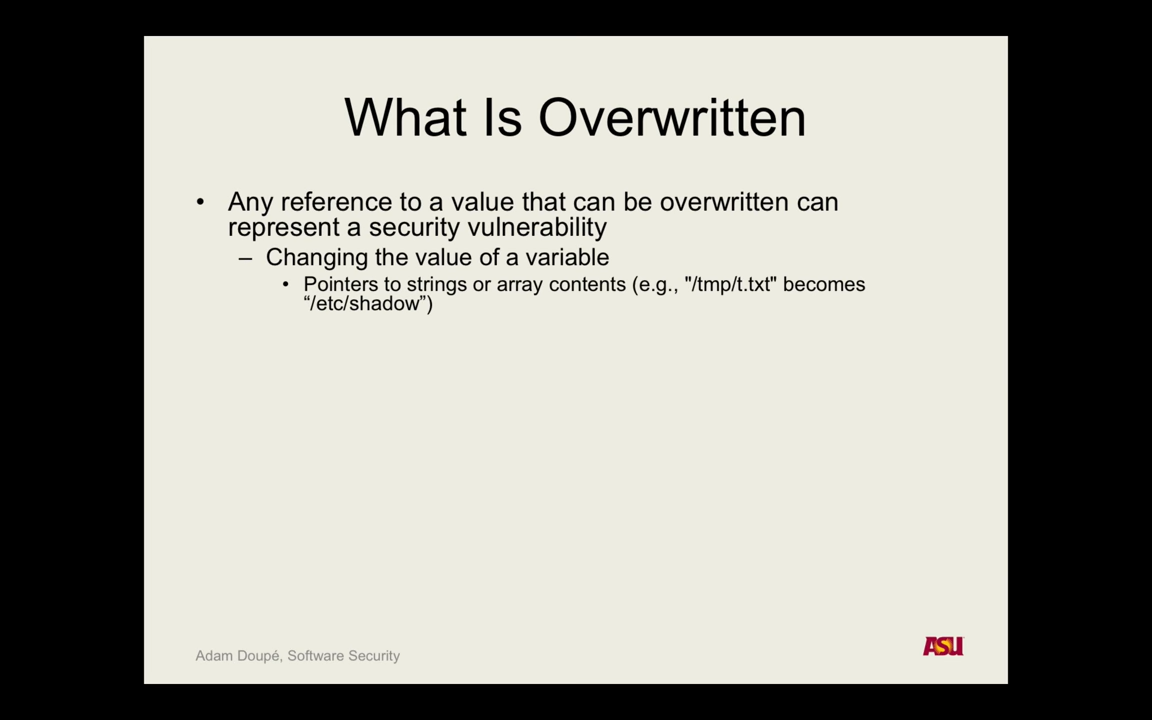 What Is Overwritten
• Any reference to a value that can be overwritten can
represent a security vulnerability
– Changing the value of a variable
• Pointers to strings or array contents (e.g., "/tmp/t.txt" becomes
“/etc/shadow”)
Adam Doupé, Software Security
ASU